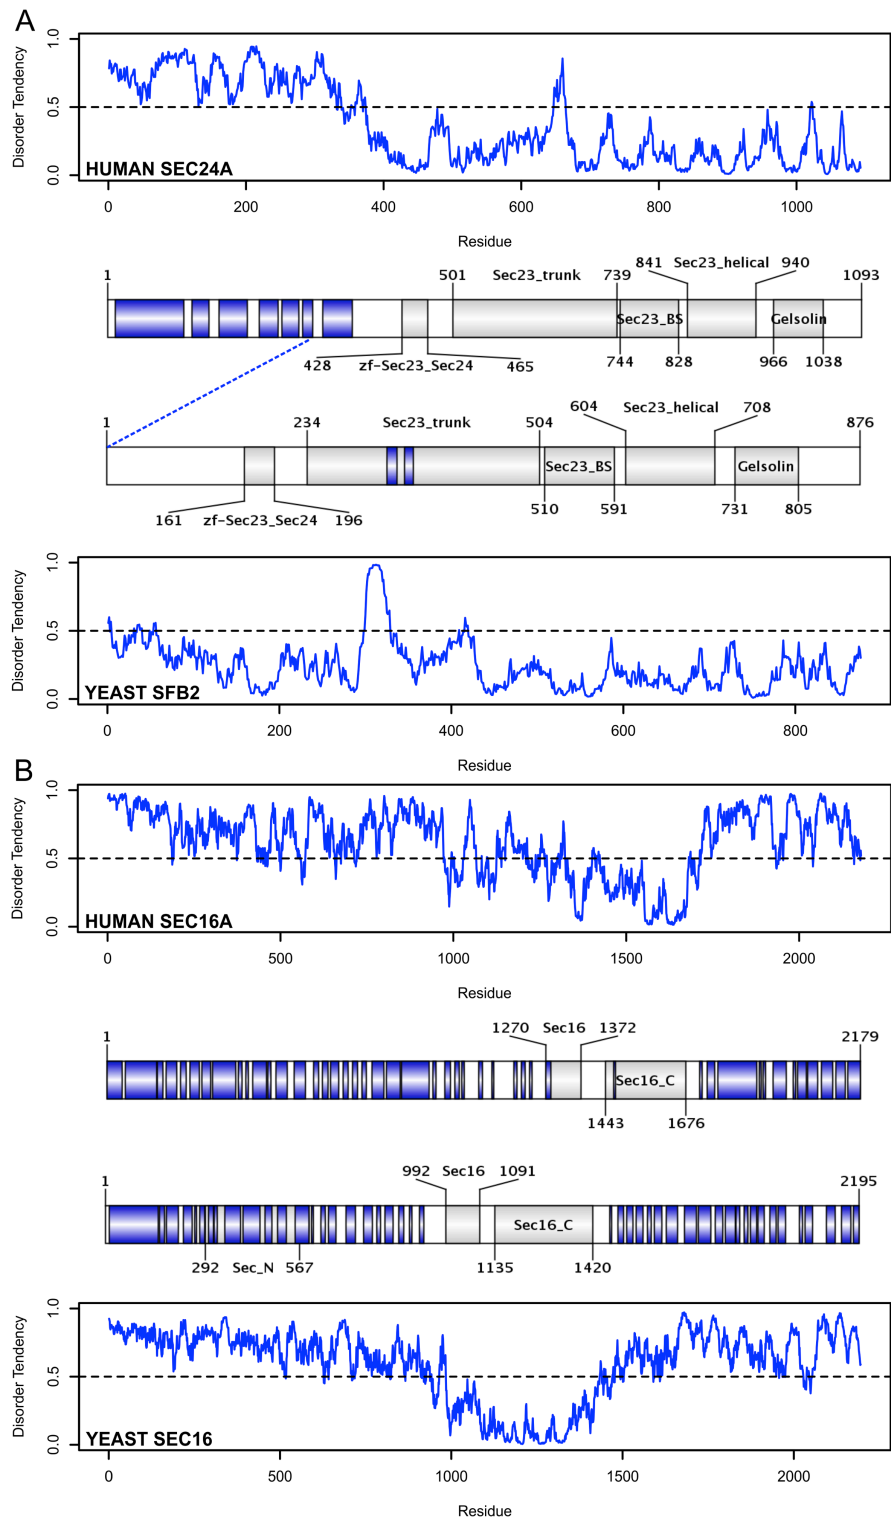 A
Disorder Tendency
1.0
0.5
0.0
HUMAN SEC24A
0 200 400 600 800 1000
Residue
841 Sec23_helical 940
1 501 Sec23_trunk 739 1093
Sec23_BS Gelsolin
428 zf-Sec23_Sec24 465 744 828 966 1038
604 Sec23_helical 708
1 234 Sec23_trunk 504 876
Sec23_BS Gelsolin
161 zf-Sec23_Sec24 196 510 591 731 805
Disorder Tendency
1.0
0.5
0.0
YEAST SFB2
0 200 400 600 800
Residue
B
Disorder Tendency
1.0
0.5
0.0
HUMAN SEC16A
0 500 1000 1500 2000
Residue
1270 Sec16 1372
1 2179
Sec16_C
1443 1676
992 Sec16 1091
1 2195
Sec16_C
292 Sec_N 567 1135 1420
Disorder Tendency
1.0
0.5
0.0
YEAST SEC16
0 500 1000 1500 2000
Residue